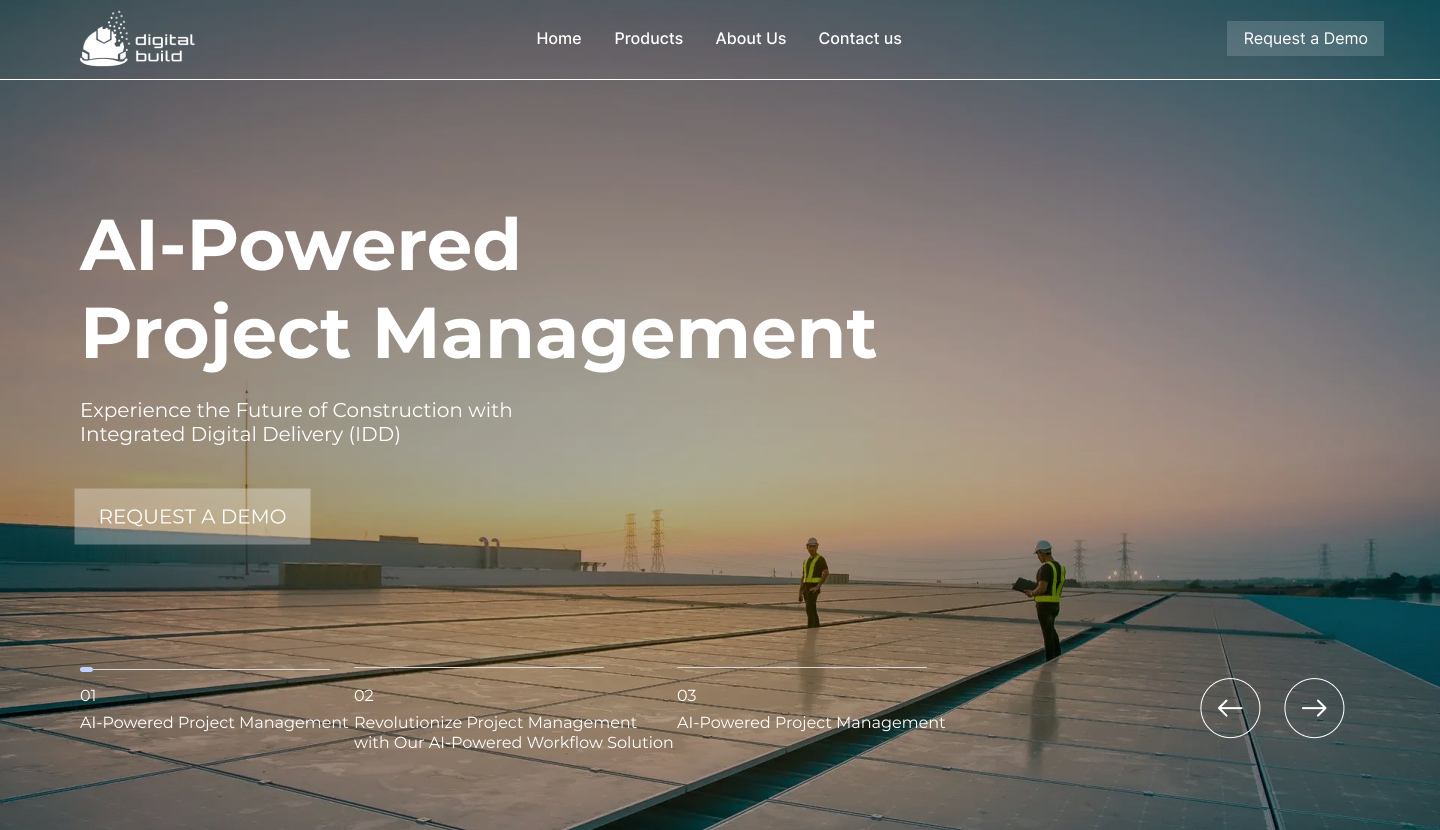 digital
build
Home
Products
About Us
Contact us
Request a Demo
AI-Powered
Project Management
Experience the Future of Construction with
Integrated Digital Delivery (IDD)
REQUEST A DEMO
01
AI-Powered Project Management
02
Revolutionize Project Management
with Our AI-Powered Workflow Solution
03
AI-Powered Project Management